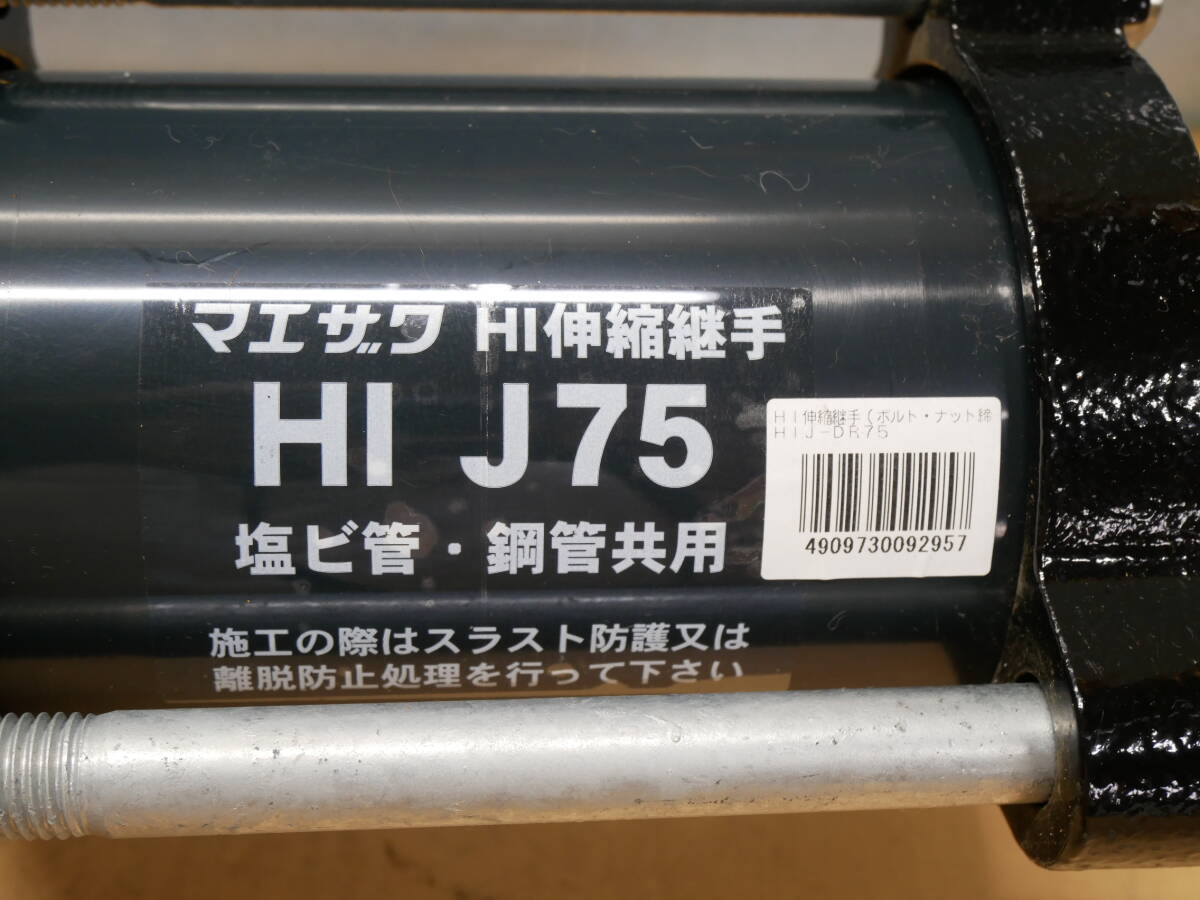 マエザワ HI伸縮継手
HI J75
塩ビ管・鋼管共用
施工の際はスラスト防護又は
離脱防止処理を行って下さい
HI伸縮継手(ボルト・ナット締
HIJ-DR75
4909730092957